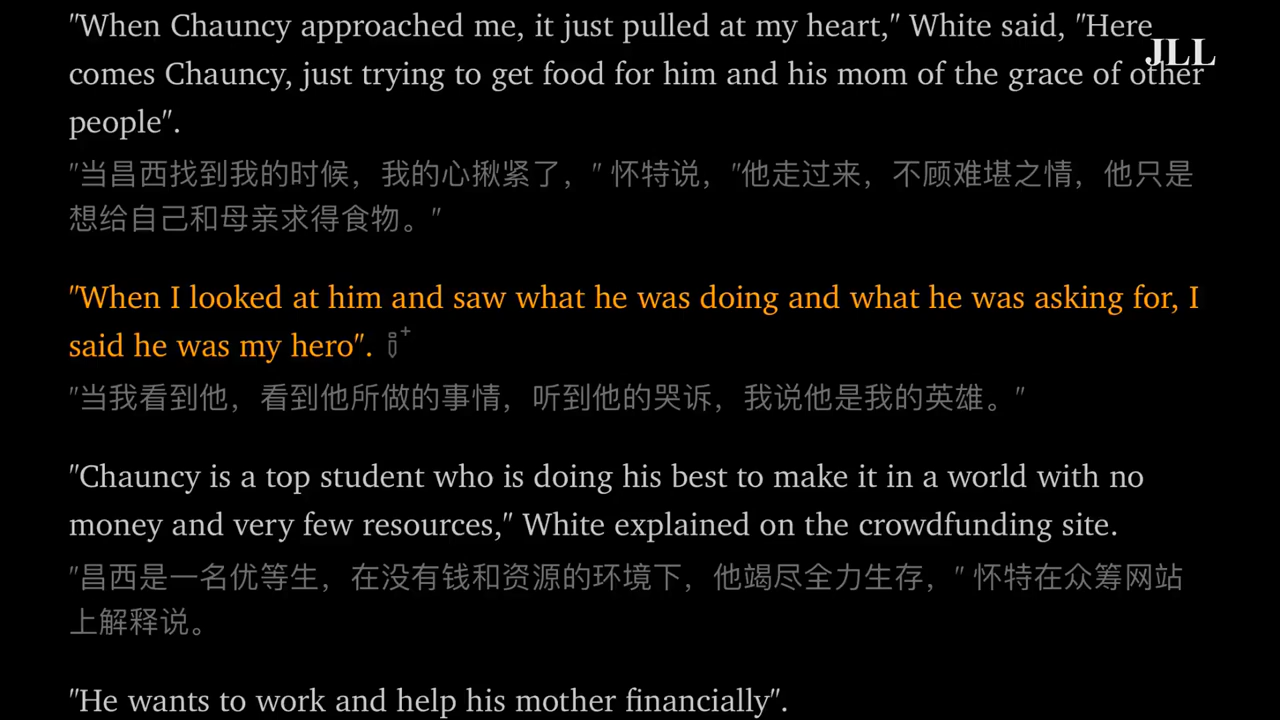 "When Chauncy approached me, it just pulled at my heart," White said, "Here
JLL
comes Chauncy, just trying to get food for him and his mom of the grace of other
people".
"当昌西找到我的时候，我的心揪紧了，" 怀特说，"他走过来，不顾难堪之情，他只是
想给自己和母亲求得食物。"
"When I looked at him and saw what he was doing and what he was asking for, I
said he was my hero".
"当我看到他，看到他所做的事情，听到他的哭诉，我说他是我的英雄。"
"Chauncy is a top student who is doing his best to make it in a world with no
money and very few resources," White explained on the crowdfunding site.
"昌西是一名优等生，在没有钱和资源的环境下，他竭尽全力生存，" 怀特在众筹网站
上解释说。
"He wants to work and help his mother financially".